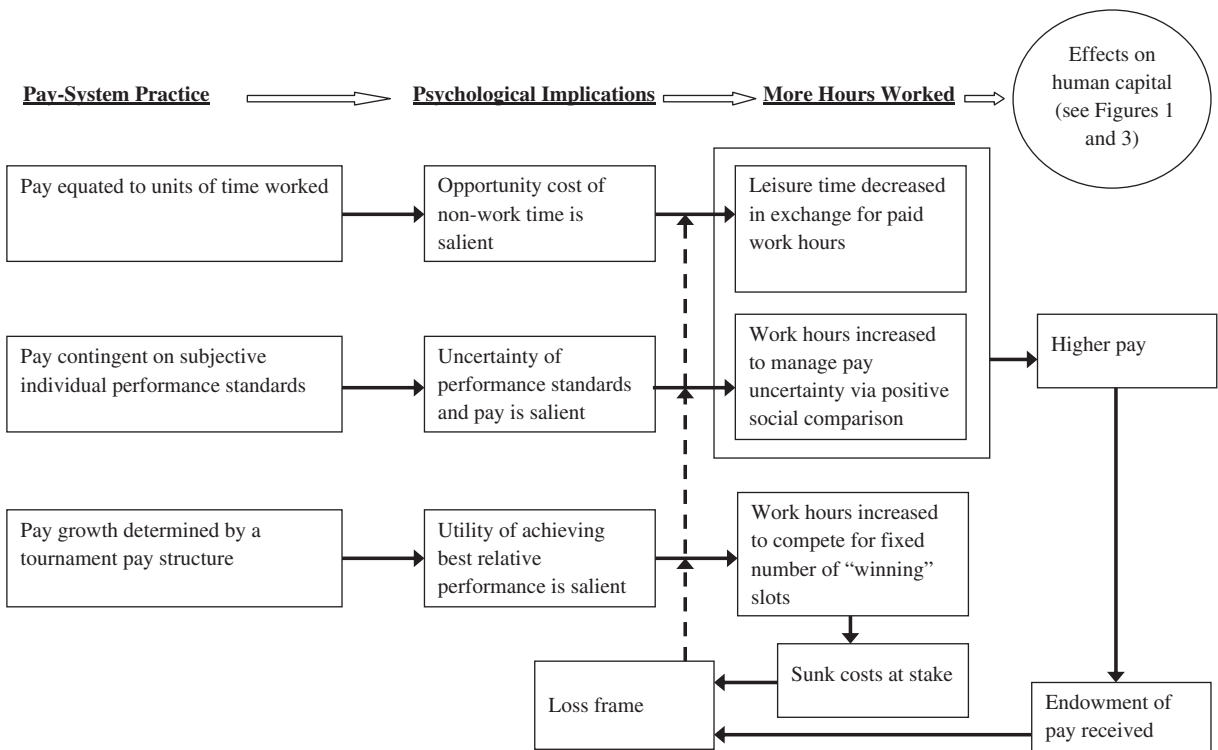 Effects on
human capital
(see Figures 1
and 3)
Pay-System Practice
Psychological Implications
More Hours Worked
Pay equated to units of time worked
Opportunity cost of
non-work time is
salient
Leisure time decreased
in exchange for paid
work hours
Pay contingent on subjective
individual performance standards
Uncertainty of
performance standards
and pay is salient
Work hours increased
to manage pay
uncertainty via positive
social comparison
Higher pay
Pay growth determined by a
tournament pay structure
Utility of achieving
best relative
performance is salient
Work hours increased
to compete for fixed
number of “winning”
slots
Sunk costs at stake
Loss frame
Endowment of
pay received